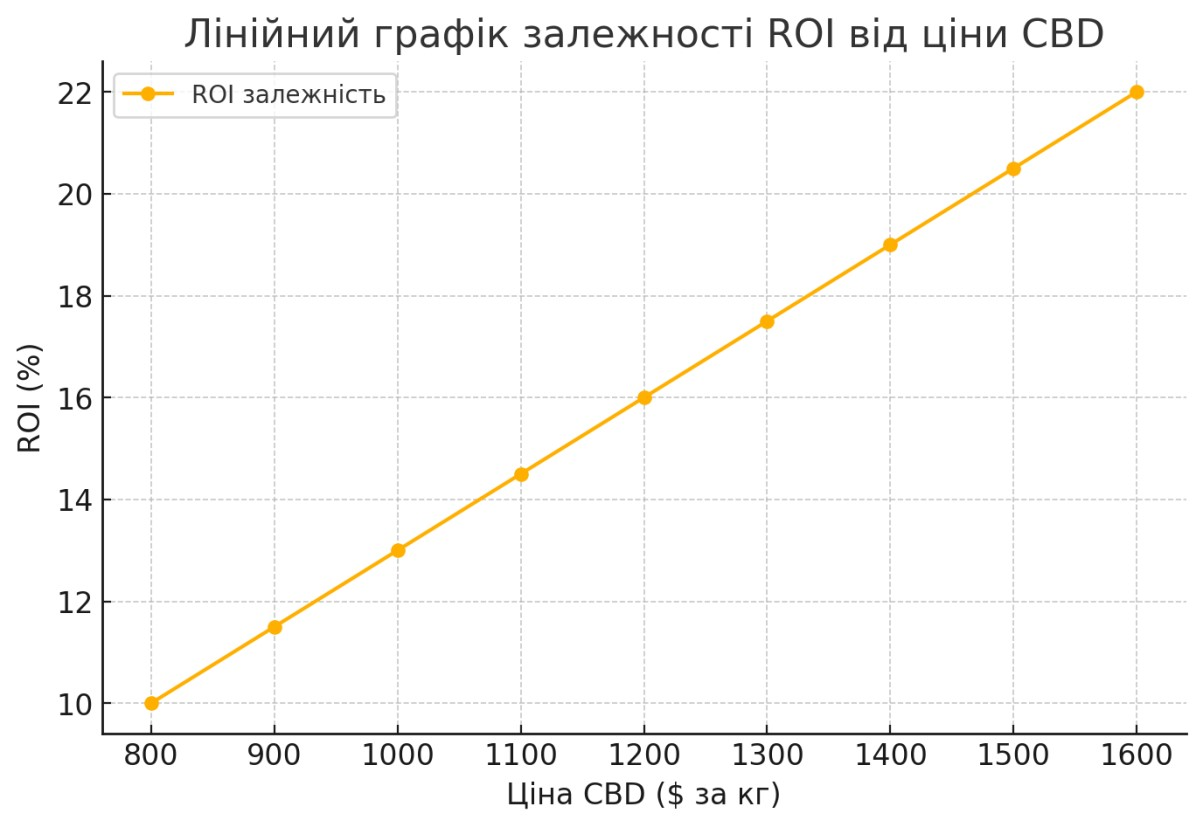 Лінійний графік залежності ROI від ціни CBD
ROI залежність
22
20
18
16
14
12
10
ROI (%)
800 900 1000 1100 1200 1300 1400 1500 1600
Ціна CBD ($ за кг)